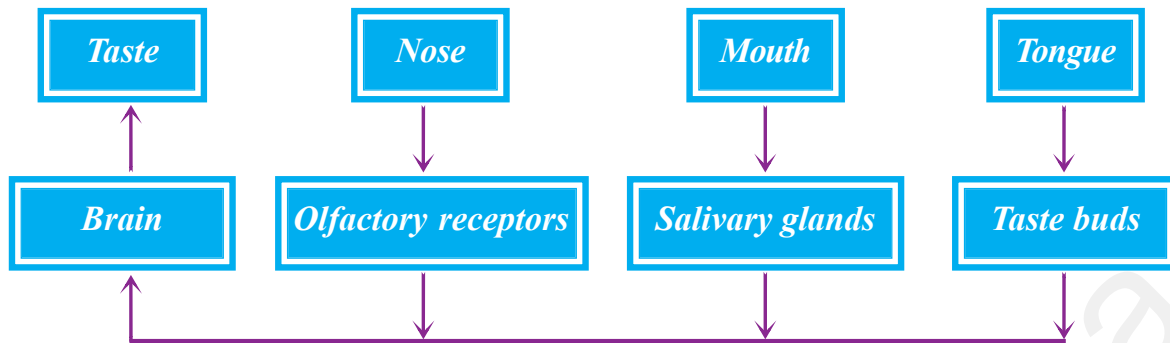 Taste
Nose
Mouth
Tongue
Brain
Olfactory receptors
Salivary glands
Taste buds